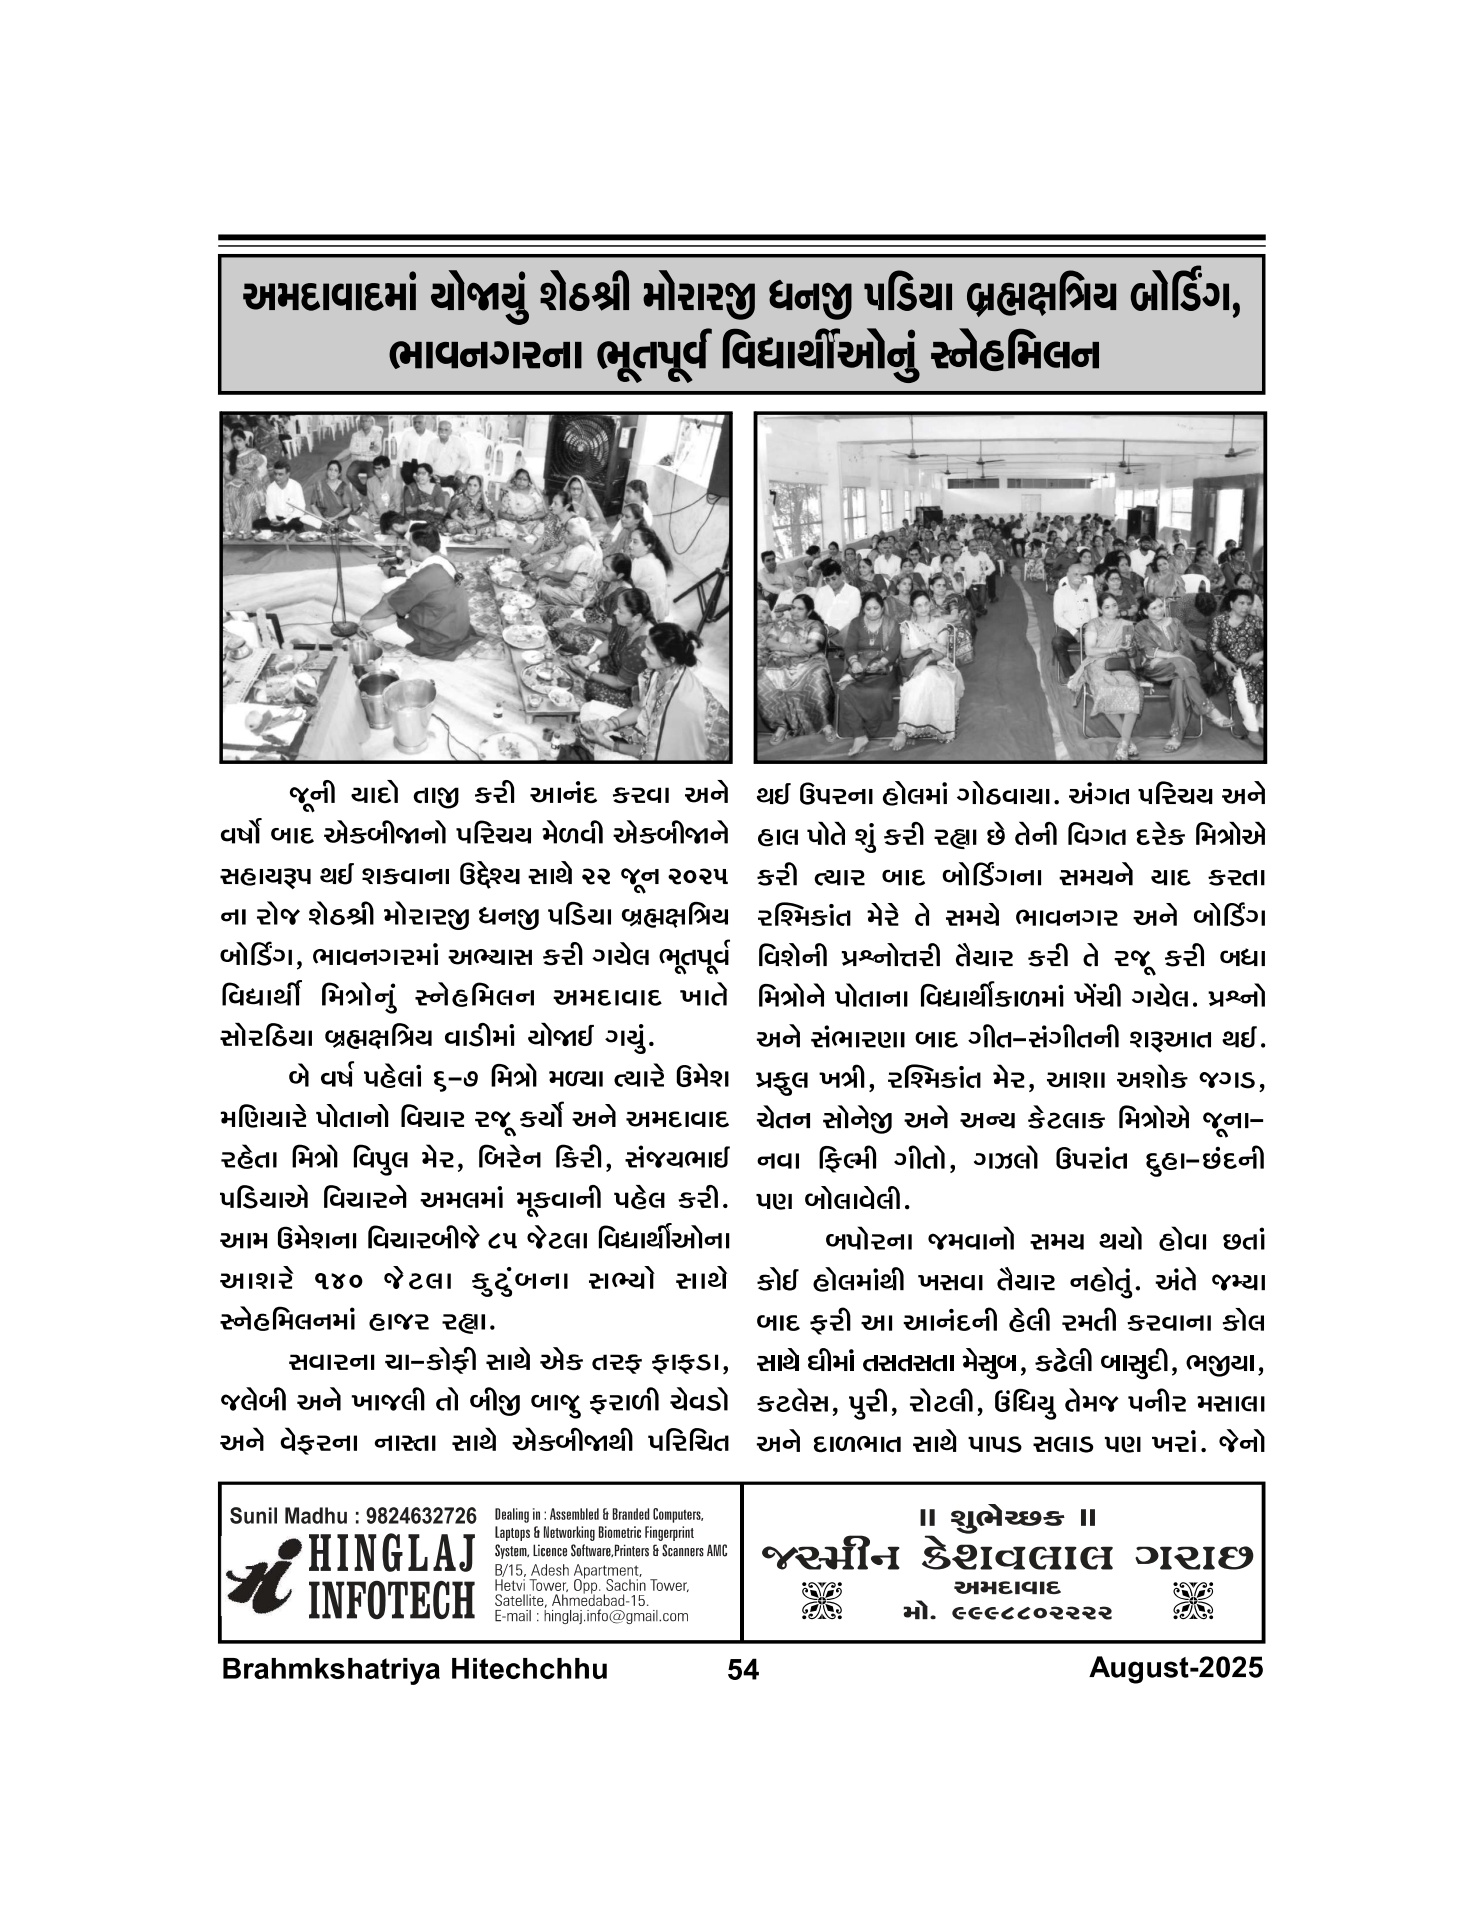 અમદાવાદમાં યોજાયું શેઠશ્રી મોરારજી ધનજી પડિયા બ્રહ્મક્ષત્રિય બોર્ડિંગ,
ભાવનગરના ભૂતપૂર્વ વિદ્યાર્થીઓનું સ્નેહમિલન
જૂની યાદો તાજી કરી આનંદ કરવા અને
વર્ષો બાદ એકબીજાનો પરિચય મેળવી એકબીજાને
સહાયરૂપ થઈ શકવાના ઉદ્દેશ્ય સાથે ૨૨ જૂન ૨૦૨૫
ના રોજ શેઠશ્રી મોરારજી ધનજી પડિયા બ્રહ્મક્ષત્રિય
બોર્ડિંગ, ભાવનગરમાં અભ્યાસ કરી ગયેલ ભૂતપૂર્વ
વિદ્યાર્થી મિત્રોનું સ્નેહમિલન અમદાવાદ ખાતે
સોરઠિયા બ્રહ્મક્ષત્રિય વાડીમાં યોજાઈ ગયું.
બે વર્ષ પહેલાં ૬–૭ મિત્રો મળ્યા ત્યારે ઉમેશ
મણિયારે પોતાનો વિચાર રજૂ કર્યો અને અમદાવાદ
રહેતા મિત્રો વિપુલ મેર, બિરેન કિરી, સંજયભાઈ
પડિયાએ વિચારને અમલમાં મૂકવાની પહેલ કરી.
આમ ઉમેશના વિચારબીજે ૮૫ જેટલા વિદ્યાર્થીઓના
આશરે ૧૪૦ જેટલા કુટુંબના સભ્યો સાથે
સ્નેહમિલનમાં હાજર રહ્યા.
સવારના ચા–કોફી સાથે એક તરફ ફાફડા,
જલેબી અને ખાજલી તો બીજી બાજુ ફરાળી ચેવડો
અને વેફરના નાસ્તા સાથે એકબીજાથી પરિચિત
થઈ ઉપરના હોલમાં ગોઠવાયા. અંગત પરિચય અને
હાલ પોતે શું કરી રહ્યા છે તેની વિગત દરેક મિત્રોએ
કરી ત્યાર બાદ બોર્ડિંગના સમયને યાદ કરતા
રશ્મિકાંત મેરે તે સમયે ભાવનગર અને બોર્ડિંગ
વિશેની પ્રશ્નોત્તરી તૈયાર કરી તે રજૂ કરી બધા
મિત્રોને પોતાના વિદ્યાર્થીકાળમાં ખેંચી ગયેલ. પ્રશ્નો
અને સંભારણા બાદ ગીત–સંગીતની શરૂઆત થઈ.
પ્રફુલ ખત્રી, રશ્મિકાંત મેર, આશા અશોક જગડ,
ચેતન સોનેજી અને અન્ય કેટલાક મિત્રોએ જૂના–
નવા ફિલ્મી ગીતો, ગઝલો ઉપરાંત દુહા–છંદની
પણ બોલાવેલી.
બપોરના જમવાનો સમય થયો હોવા છતાં
કોઈ હોલમાંથી ખસવા તૈયાર નહોતું. અંતે જમ્યા
બાદ ફરી આ આનંદની હેલી રમતી કરવાના કોલ
સાથે ઘીમાં તસતસતા મેસુબ, કઢેલી બાસુદી, ભજીયા,
કટલેસ, પુરી, રોટલી, ઉંધિયુ તેમજ પનીર મસાલા
અને દાળભાત સાથે પાપડ સલાડ પણ ખરાં. જેનો
Sunil Madhu : 9824632726
HINGLAJ
INFOTECH
Dealing in : Assembled & Branded Computers,
Laptops & Networking Biometric Fingerprint
System, Licence Software,Printers & Scanners AMC
B/15, Adesh Apartment,
Hetvi Tower, Opp. Sachin Tower,
Satellite, Ahmedabad-15.
E-mail : hinglaj.info@gmail.com
॥ શુભેચ્છક ॥
જસ્મીન કેશવલાલ ગરાછ
અમદાવાદ
મો. ૯૯૯૮૮૦૨૨૨૨
Brahmkshatriya Hitechchhu 54 August-2025